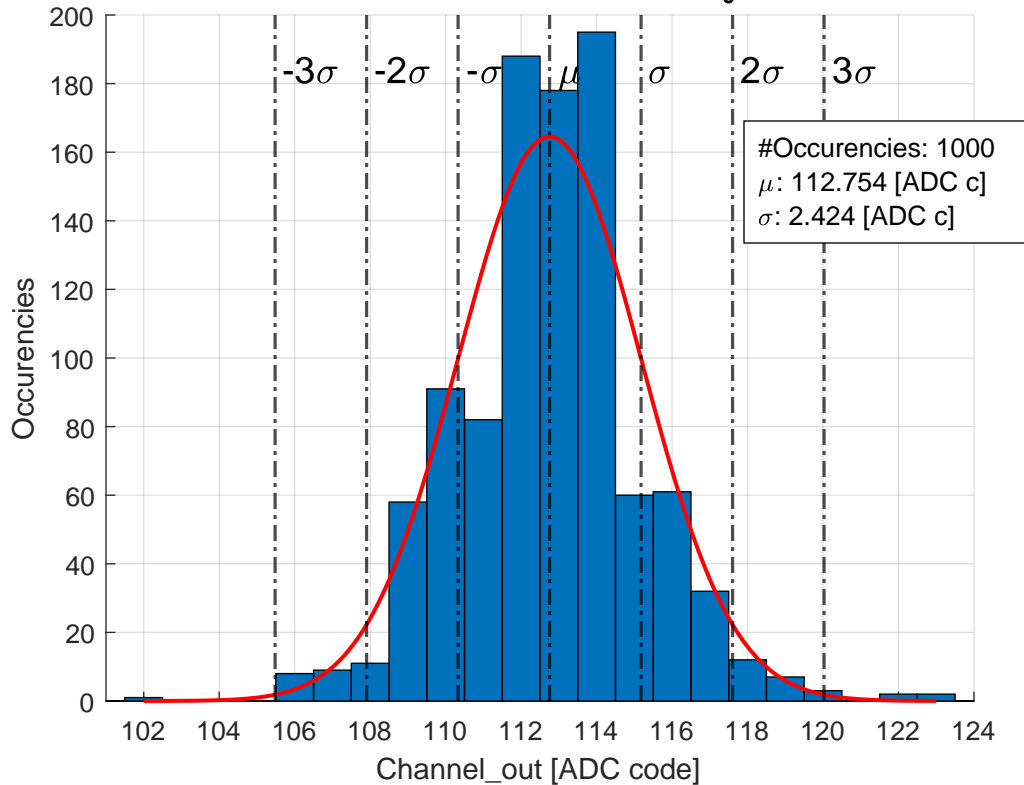 200
180
160
140
120
100
80
60
40
20
0
Occurencies
-3σ -2σ -σ μ σ 2σ 3σ
#Occurencies: 1000
μ: 112.754 [ADC c]
σ: 2.424 [ADC c]
102 104 106 108 110 112 114 116 118 120 122 124
Channel_out [ADC code]